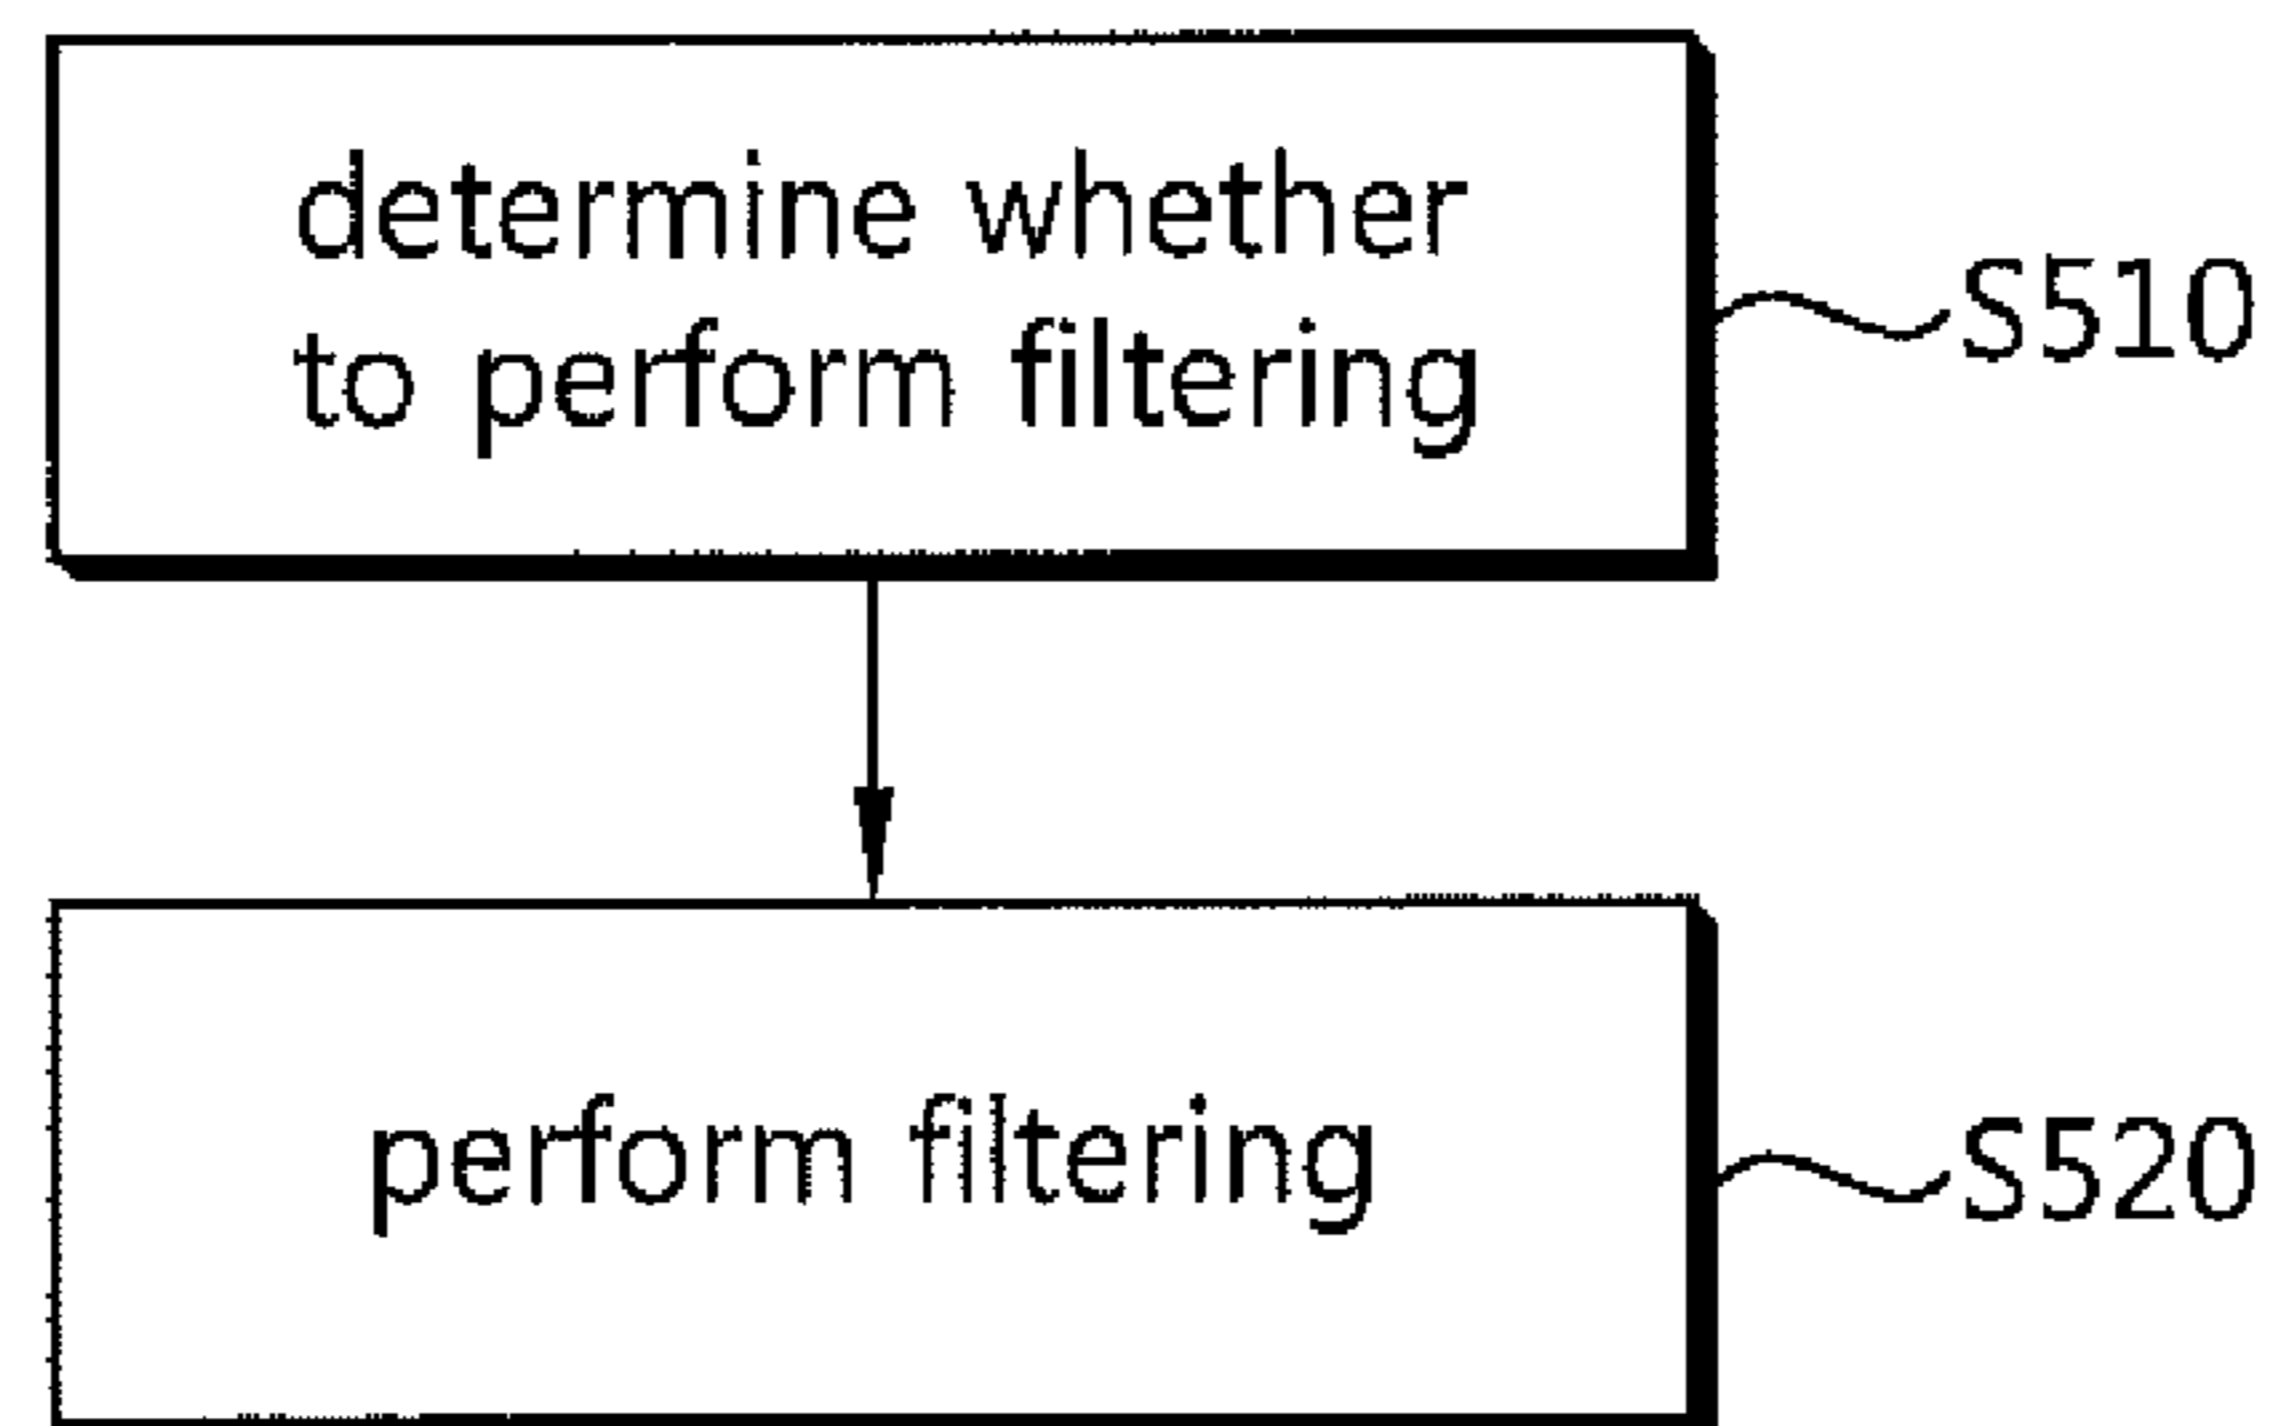 determine whether
to perform filtering
S510
perform filtering
S520